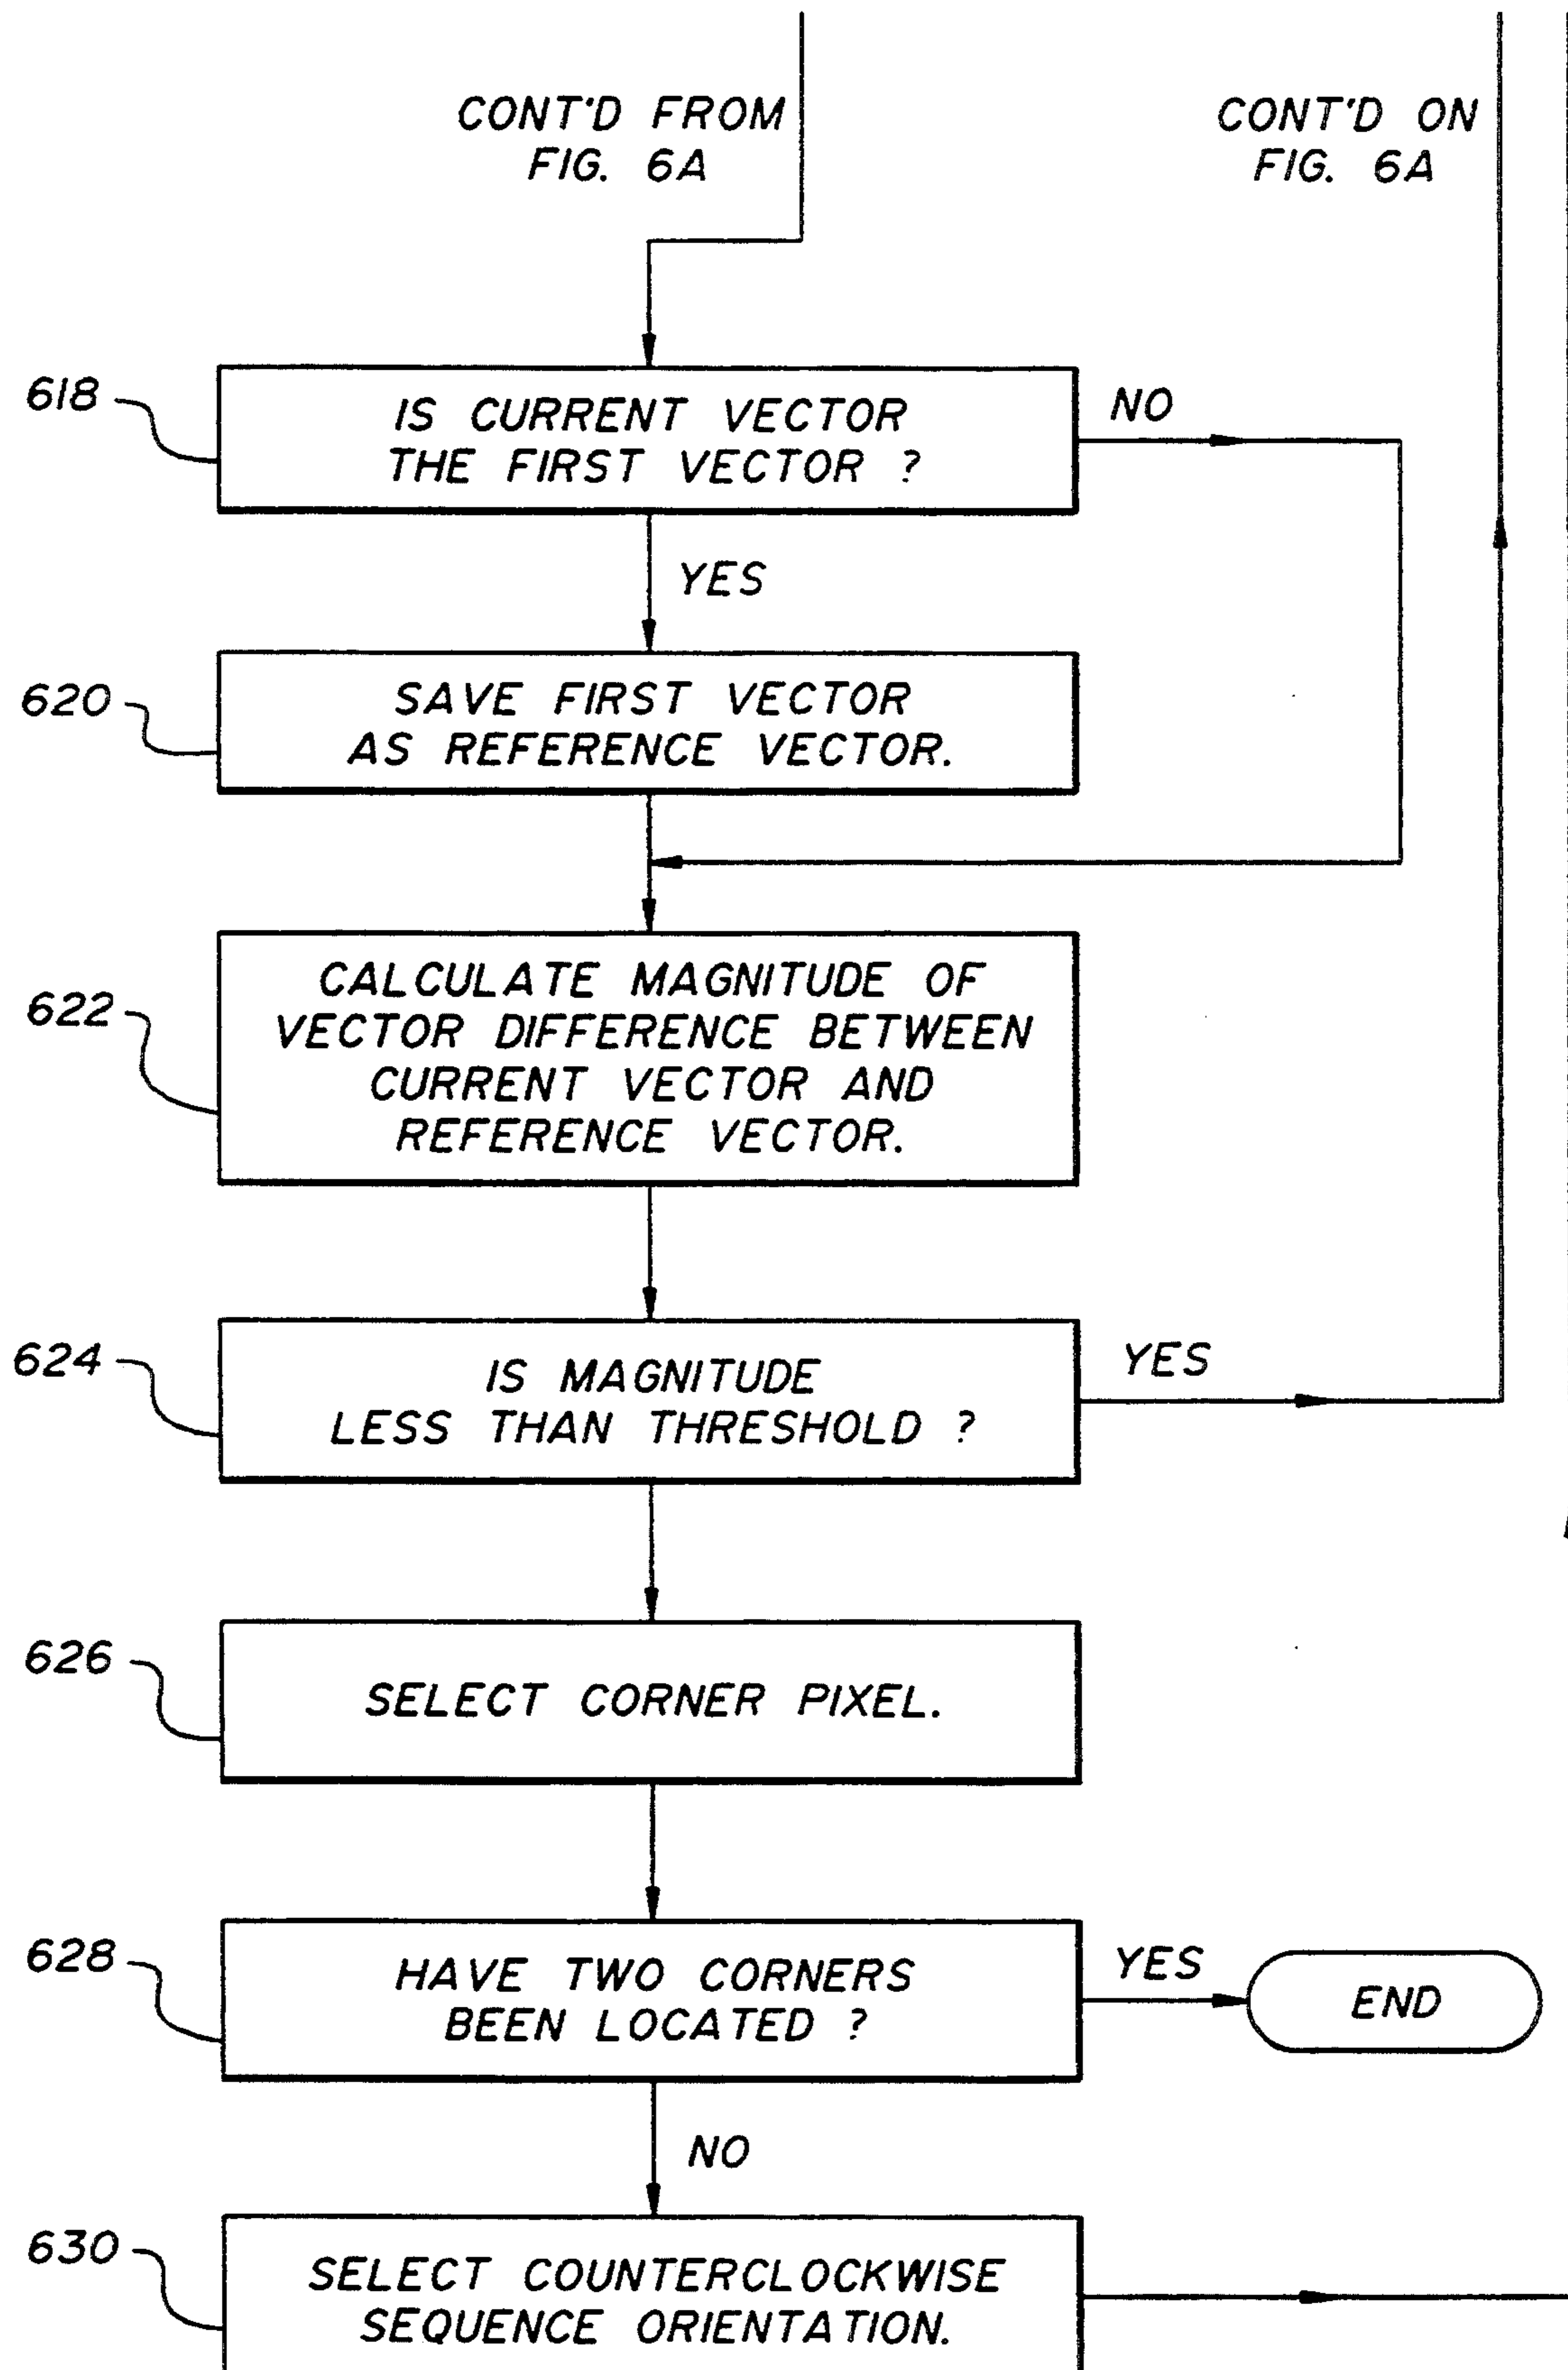 CONT'D FROM
FIG. 6A
CONT'D ON
FIG. 6A
618
IS CURRENT VECTOR
THE FIRST VECTOR ?
NO
YES
620
SAVE FIRST VECTOR
AS REFERENCE VECTOR.
622
CALCULATE MAGNITUDE OF
VECTOR DIFFERENCE BETWEEN
CURRENT VECTOR AND
REFERENCE VECTOR.
624
IS MAGNITUDE
LESS THAN THRESHOLD ?
YES
626
SELECT CORNER PIXEL.
628
HAVE TWO CORNERS
BEEN LOCATED ?
YES
END
NO
630
SELECT COUNTERCLOCKWISE
SEQUENCE ORIENTATION.